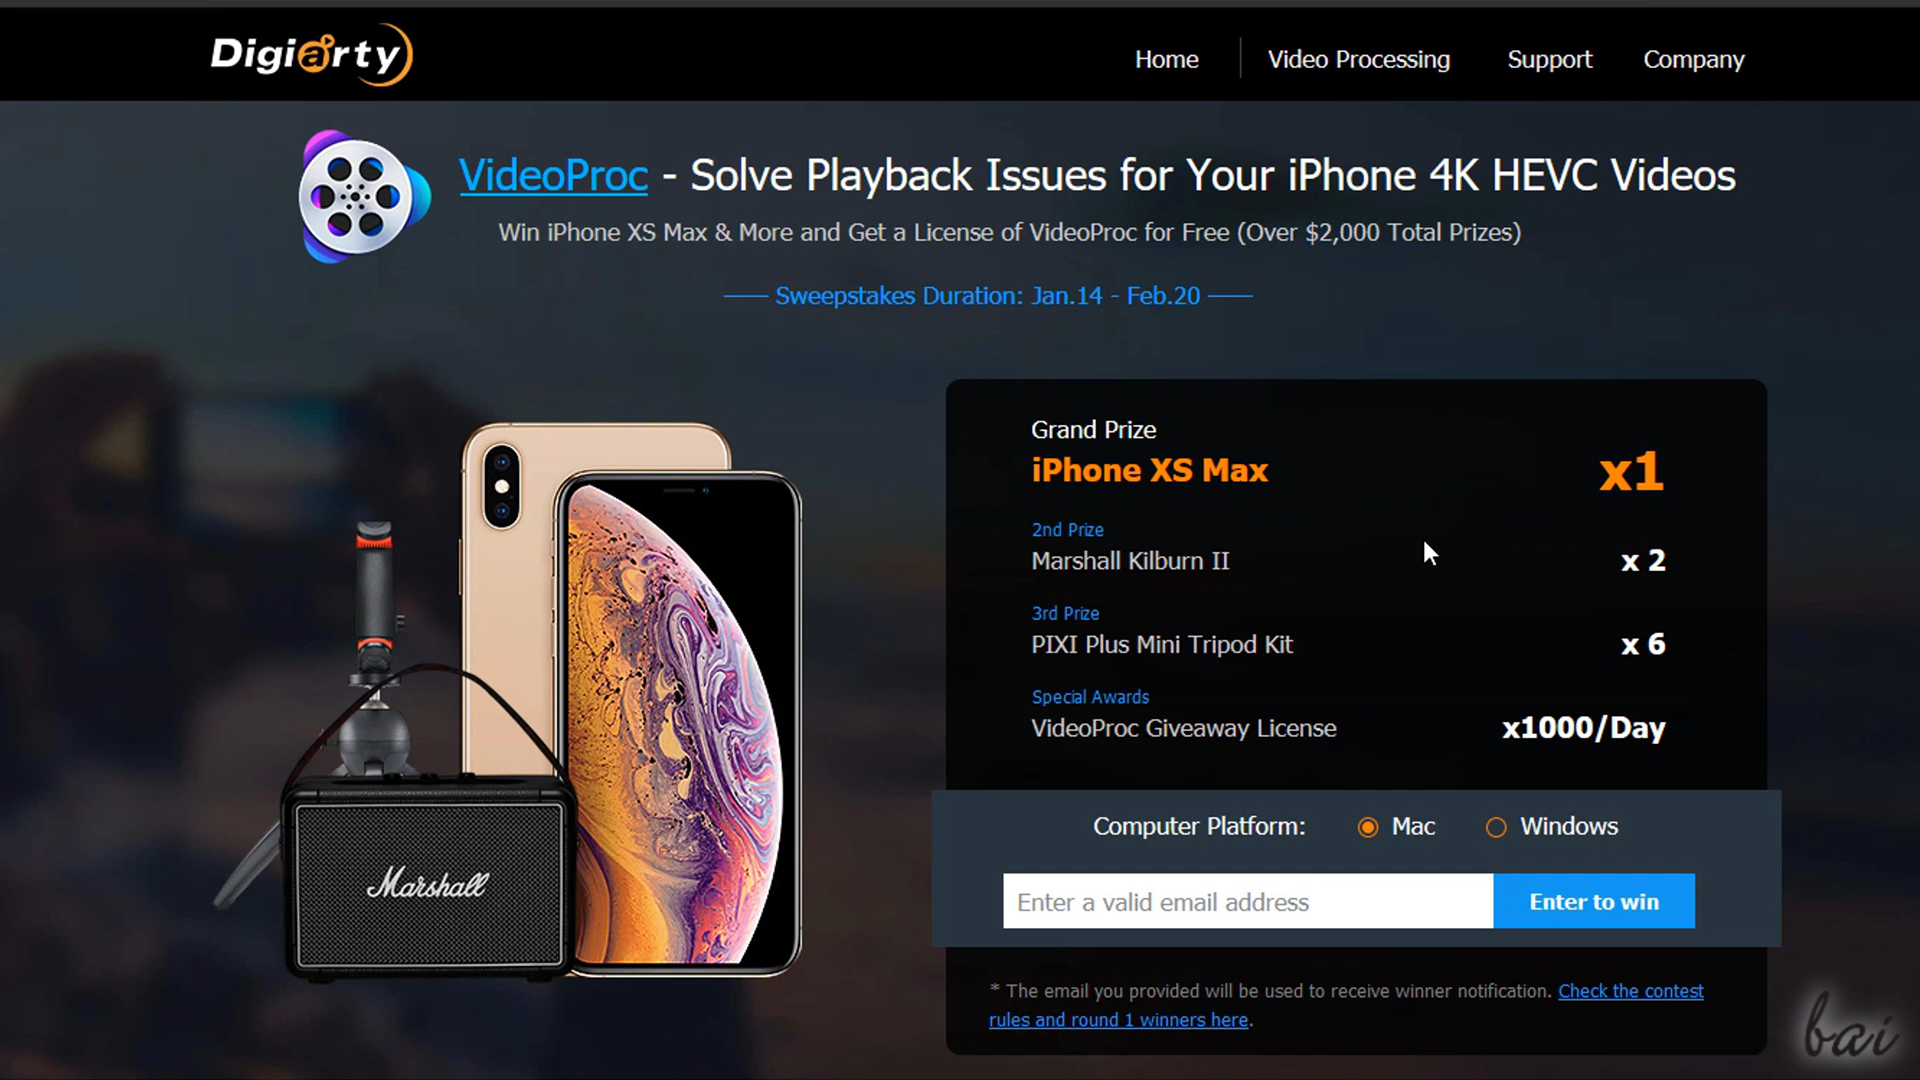 Digiarty
Home
Video Processing
Support
Company
VideoProc - Solve Playback Issues for Your iPhone 4K HEVC Videos
Win iPhone XS Max & More and Get a License of VideoProc for Free (Over $2,000 Total Prizes)
Sweepstakes Duration: Jan.14 - Feb.20
Grand Prize
iPhone XS Max x1
2nd Prize
Marshall Kilburn II x 2
3rd Prize
PIXI Plus Mini Tripod Kit x 6
Special Awards
VideoProc Giveaway License x1000/Day
Marshall
Computer Platform: Mac Windows
Enter a valid email address Enter to win
* The email you provided will be used to receive winner notification. Check the contest
rules and round 1 winners here.
bai